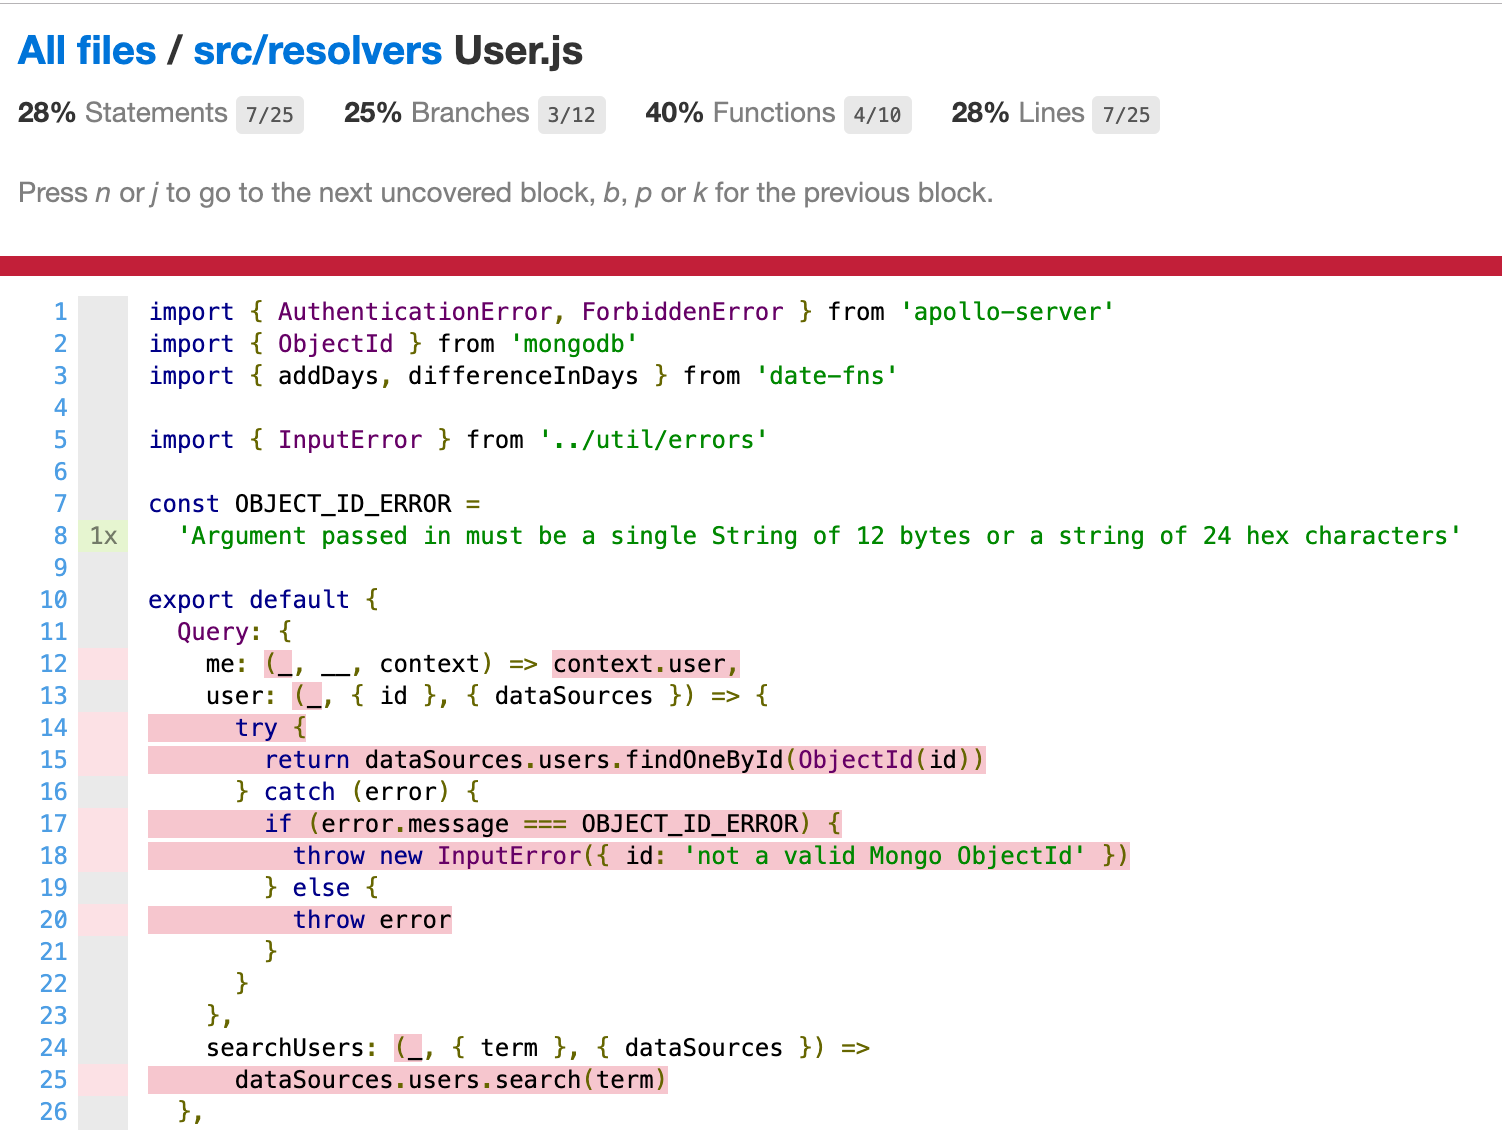 All files / src/resolvers User.js
28% Statements 7/25 25% Branches 3/12 40% Functions 4/10 28% Lines 7/25
Press n or j to go to the next uncovered block, b, p or k for the previous block.
1 import { AuthenticationError, ForbiddenError } from 'apollo-server'
2 import { ObjectId } from 'mongodb'
3 import { addDays, differenceInDays } from 'date-fns'
4
5 import { InputError } from '../util/errors'
6
7 const OBJECT_ID_ERROR =
8 1x 'Argument passed in must be a single String of 12 bytes or a string of 24 hex characters'
9
10 export default {
11 Query: {
12 me: (_, __, context) => context.user,
13 user: (_, { id }, { dataSources }) => {
14 try {
15 return dataSources.users.findOneById(ObjectId(id))
16 } catch (error) {
17 if (error.message === OBJECT_ID_ERROR) {
18 throw new InputError({ id: 'not a valid Mongo ObjectId' })
19 } else {
20 throw error
21 }
22 }
23 },
24 searchUsers: (_, { term }, { dataSources }) =>
25 dataSources.users.search(term)
26 },